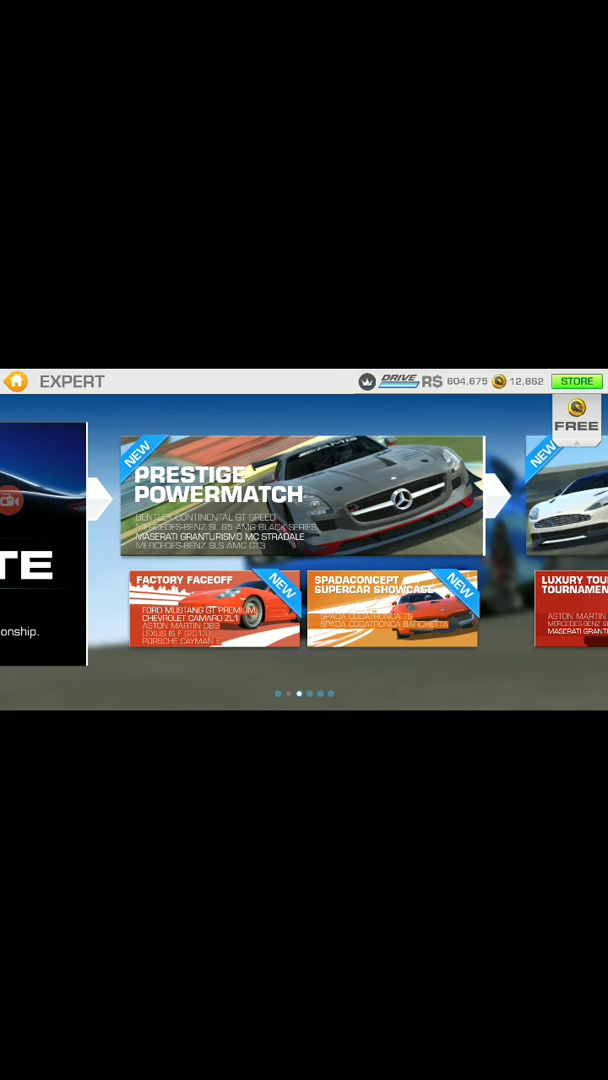 EXPERT
DRIVE R$ 604,675 12,862 STORE
FREE
TE
onship.
NEW
PRESTIGE
POWERMATCH
BENTLEY CONTINENTAL GT SPEED
MERCEDES-BENZ SL 65 AMG BLACK SERIES
MASERATI GRANTURISMO MC STRADALE
MERCEDES-BENZ SLS AMG GT3
NEW
FACTORY FACEOFF
NEW
FORD MUSTANG GT PREMIUM
CHEVROLET CAMARO ZL1
ASTON MARTIN DB9
LEXUS IS F (2013)
PORSCHE CAYMAN S
SPADACONCEPT
SUPERCAR SHOWCASE
NEW
SPADA CODATRONCA TS
SPADA CODATRONCA BARCHETTA
LUXURY TOU
TOURNAMEN
ASTON MARTIN
MERCEDES-BENZ S
MASERATI GRANT